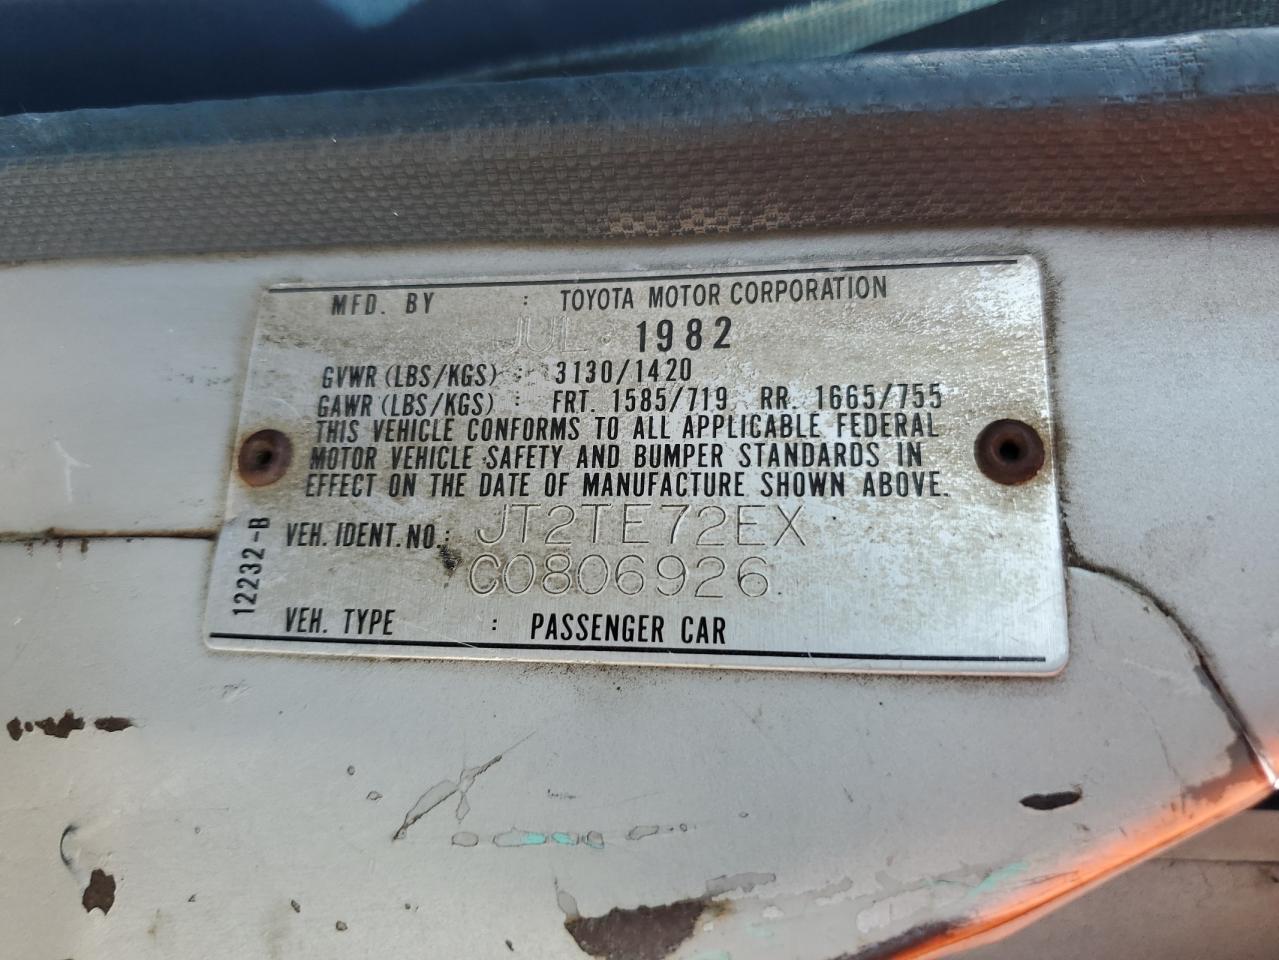 MFD. BY : TOYOTA MOTOR CORPORATION
JUL. 1982
GVWR (LBS/KGS) : 3130/1420
GAWR (LBS/KGS) : FRT. 1585/719 RR. 1665/755
THIS VEHICLE CONFORMS TO ALL APPLICABLE FEDERAL
MOTOR VEHICLE SAFETY AND BUMPER STANDARDS IN
EFFECT ON THE DATE OF MANUFACTURE SHOWN ABOVE.
VEH. IDENT. NO : JT2TE72EX
C0806926
VEH. TYPE : PASSENGER CAR
12232-B